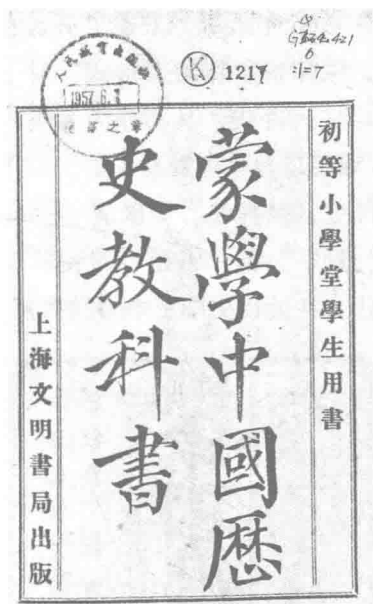 K 1217
1957.6.
初等小學堂學生用書
蒙學中國歷
史教科書
上海文明書局出版